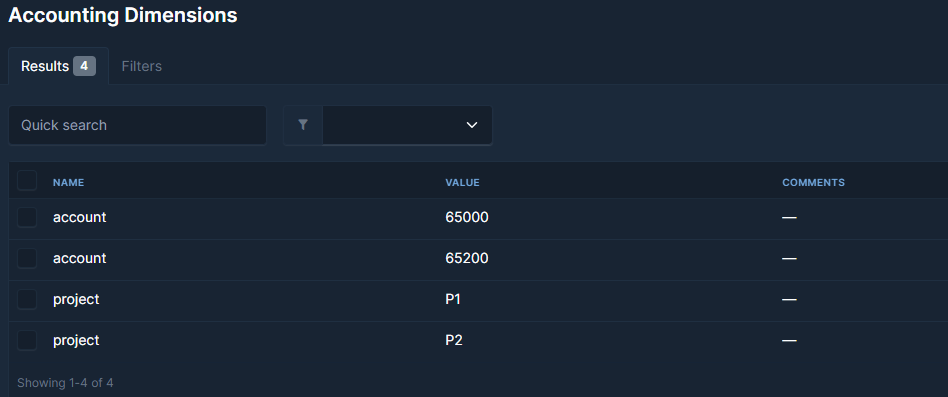 Accounting Dimensions
Results 4 Filters
Quick search
NAME VALUE COMMENTS
account 65000 —
account 65200 —
project P1 —
project P2 —
Showing 1-4 of 4